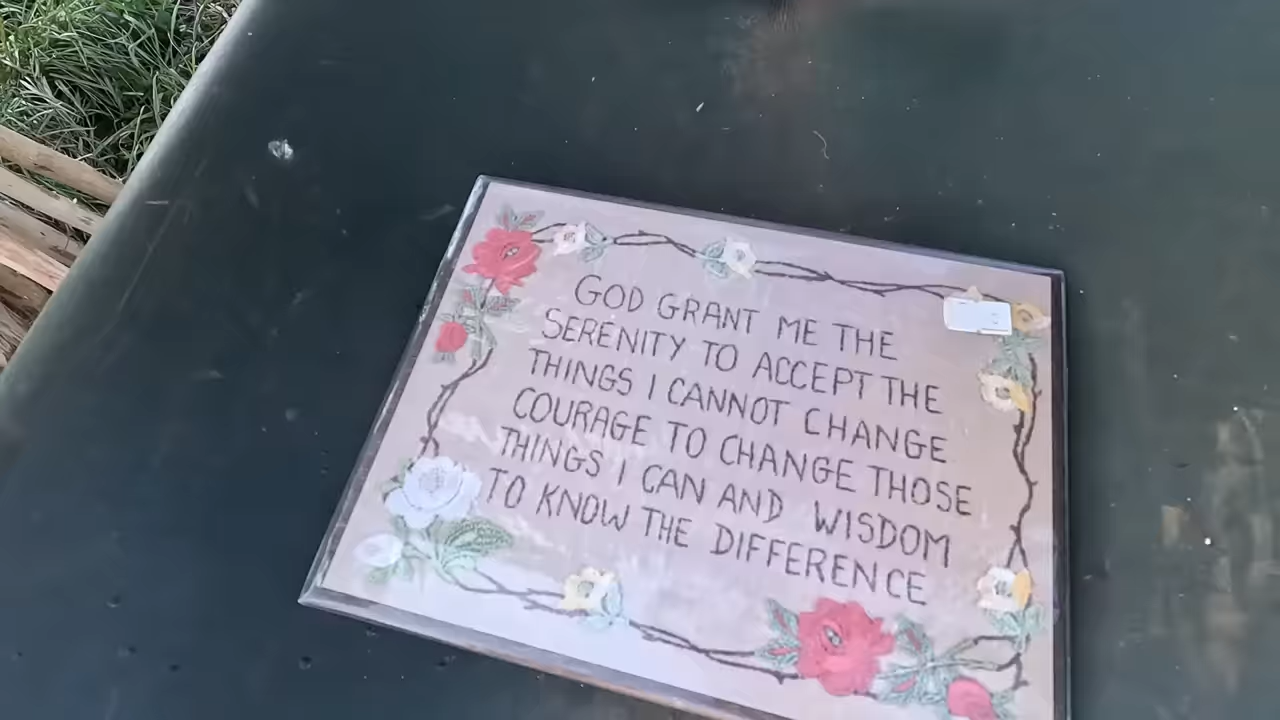 GOD GRANT ME THE
SERENITY TO ACCEPT THE
THINGS I CANNOT CHANGE
COURAGE TO CHANGE THOSE
THINGS I CAN AND WISDOM
TO KNOW THE DIFFERENCE